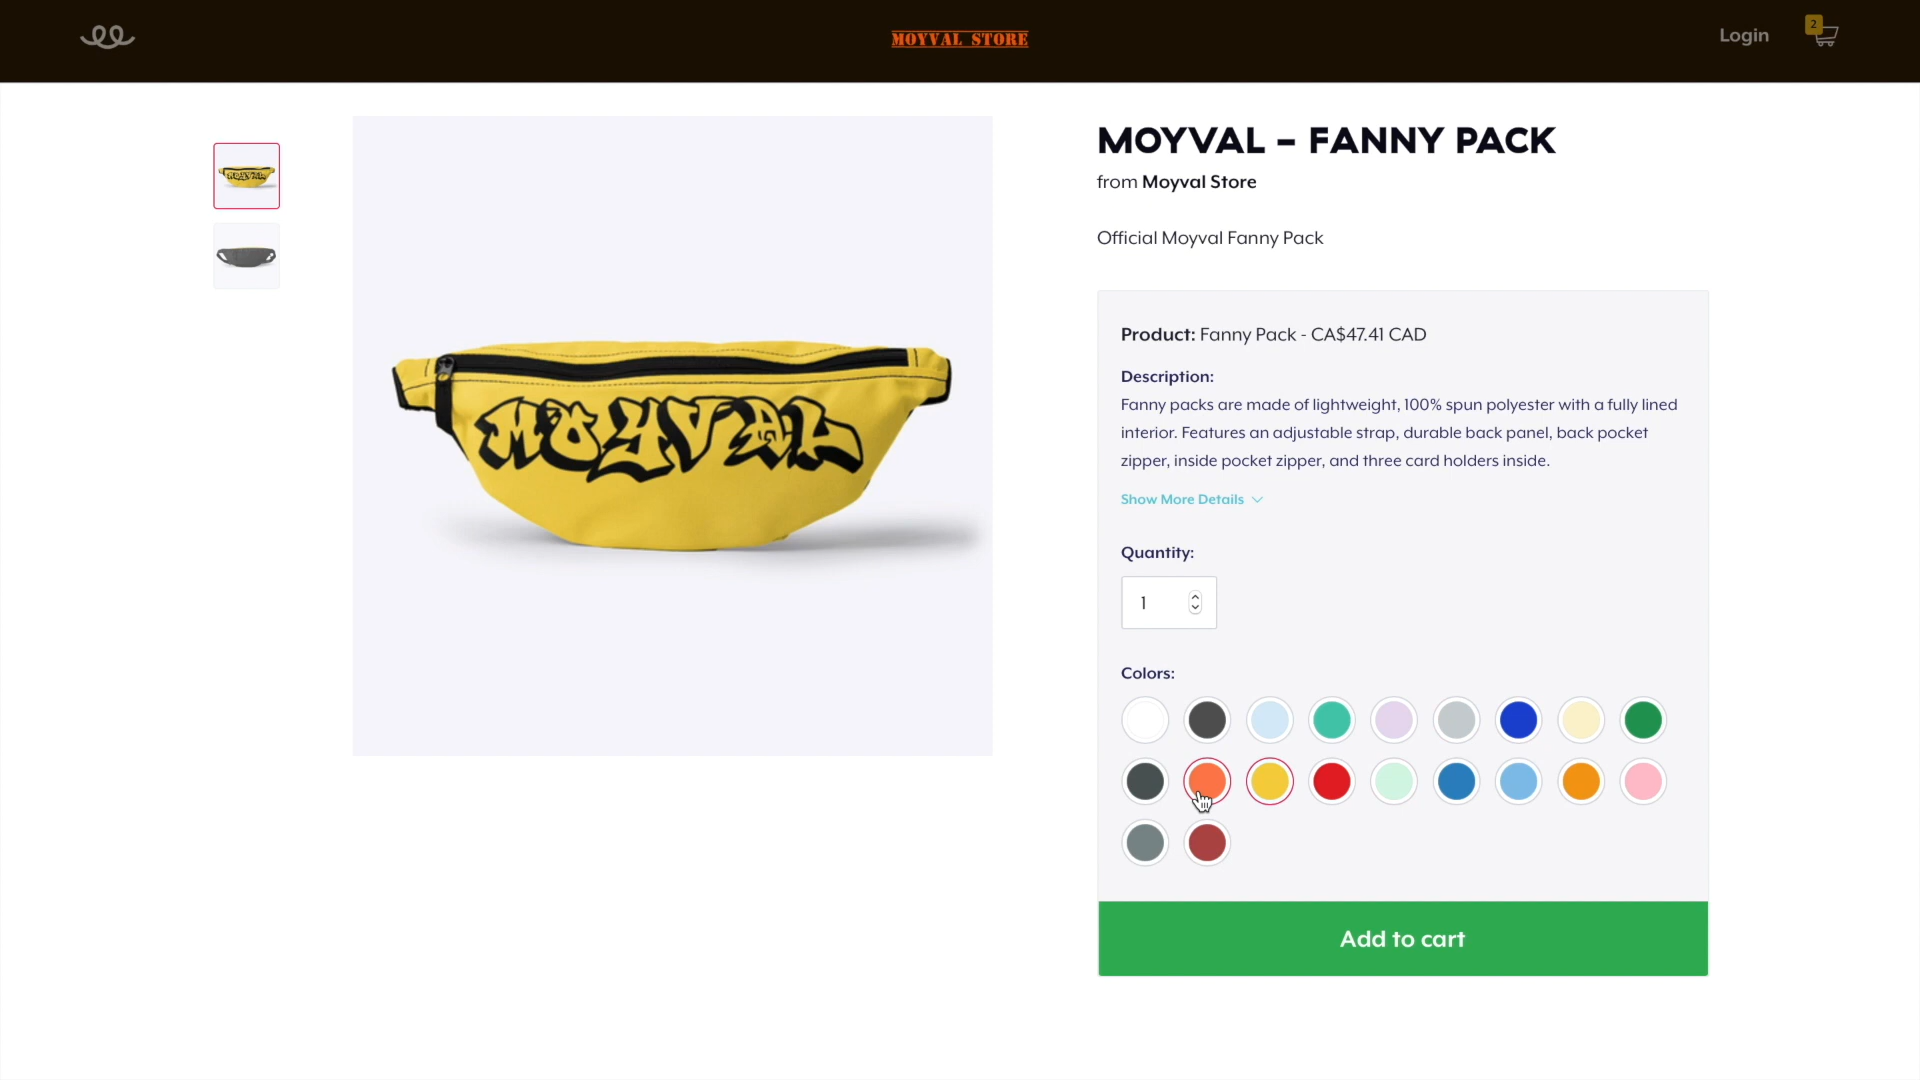 MOYVAL STORE
Login
2
MOYVAL
MOYVAL
MOYVAL – FANNY PACK
from Moyval Store
Official Moyval Fanny Pack
Product: Fanny Pack - CA$47.41 CAD
Description:
Fanny packs are made of lightweight, 100% spun polyester with a fully lined
interior. Features an adjustable strap, durable back panel, back pocket
zipper, inside pocket zipper, and three card holders inside.
Show More Details
Quantity:
1
Colors:
Add to cart